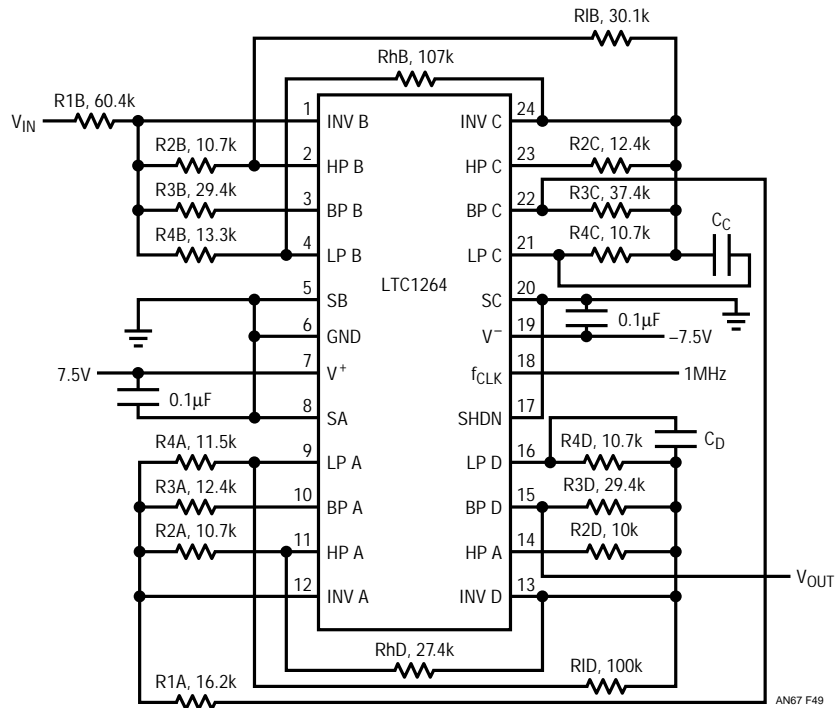 RIB, 30.1k
RhB, 107k
R1B, 60.4k
V_IN
R2B, 10.7k
R3B, 29.4k
R4B, 13.3k
1 INV B
2 HP B
3 BP B
4 LP B
5 SB
6 GND
7 V+
8 SA
9 LP A
10 BP A
11 HP A
12 INV A
LTC1264
INV C 24
HP C 23
BP C 22
LP C 21
SC 20
V− 19
f_CLK 18
SHDN 17
LP D 16
BP D 15
HP A 14
INV D 13
R2C, 12.4k
R3C, 37.4k
R4C, 10.7k
C_C
0.1µF
−7.5V
1MHz
7.5V
0.1µF
R4A, 11.5k
R3A, 12.4k
R2A, 10.7k
R4D, 10.7k
C_D
R3D, 29.4k
R2D, 10k
V_OUT
RhD, 27.4k
RID, 100k
R1A, 16.2k
AN67 F49